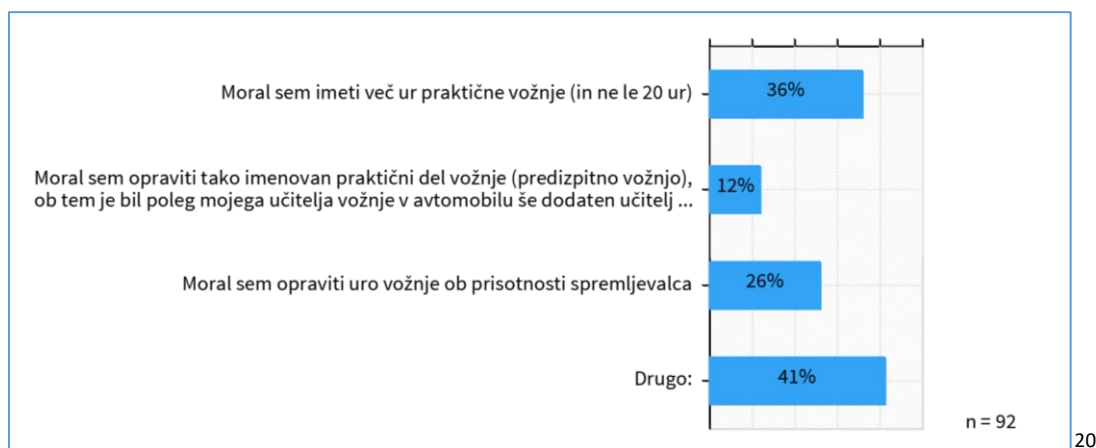 Moral sem imeti več ur praktične vožnje (in ne le 20 ur)
36%
Moral sem opraviti tako imenovan praktični del vožnje (predizpitno vožnjo),
ob tem je bil poleg mojega učitelja vožnje v avtomobilu še dodaten učitelj ...
12%
Moral sem opraviti uro vožnje ob prisotnosti spremljevalca
26%
Drugo:
41%
n = 92
20